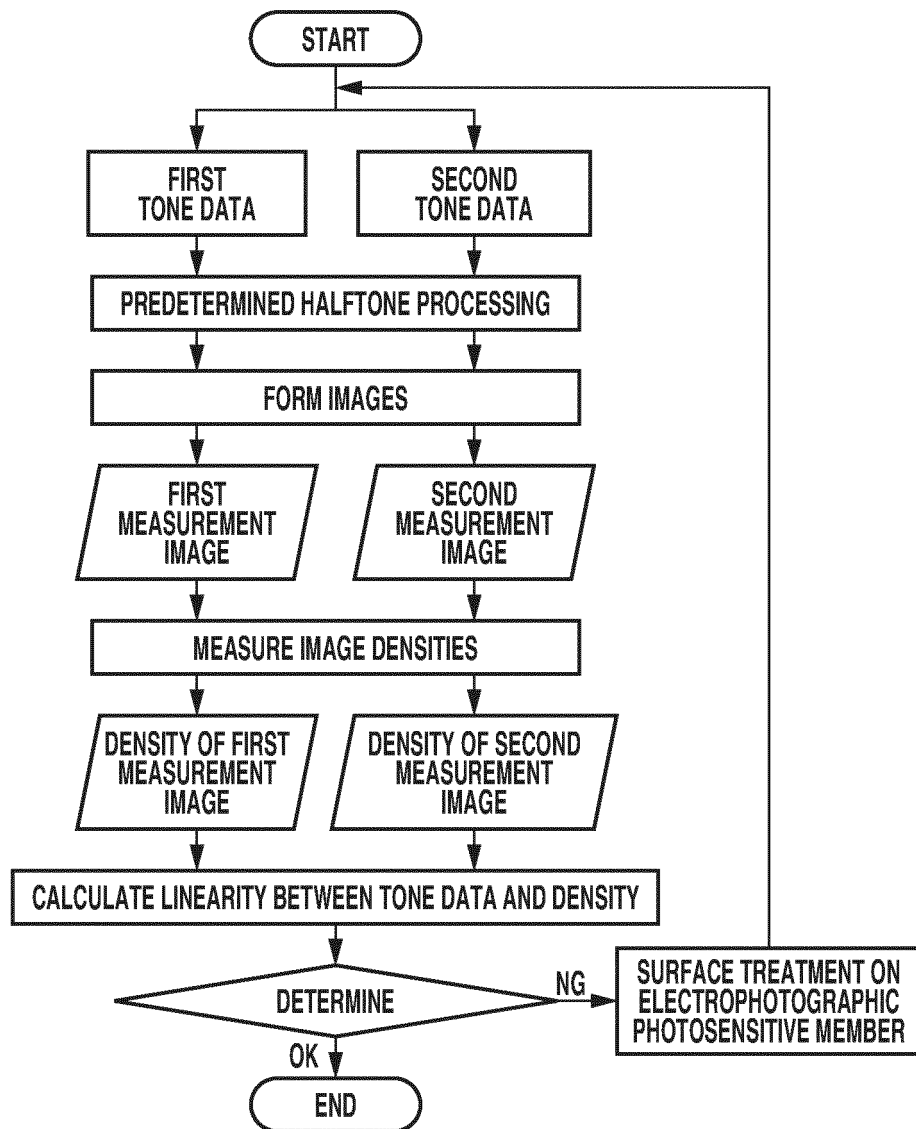 START
FIRST
TONE DATA
SECOND
TONE DATA
PREDETERMINED HALFTONE PROCESSING
FORM IMAGES
FIRST
MEASUREMENT
IMAGE
SECOND
MEASUREMENT
IMAGE
MEASURE IMAGE DENSITIES
DENSITY OF FIRST
MEASUREMENT
IMAGE
DENSITY OF SECOND
MEASUREMENT
IMAGE
CALCULATE LINEARITY BETWEEN TONE DATA AND DENSITY
DETERMINE
NG
SURFACE TREATMENT ON
ELECTROPHOTOGRAPHIC
PHOTOSENSITIVE MEMBER
OK
END